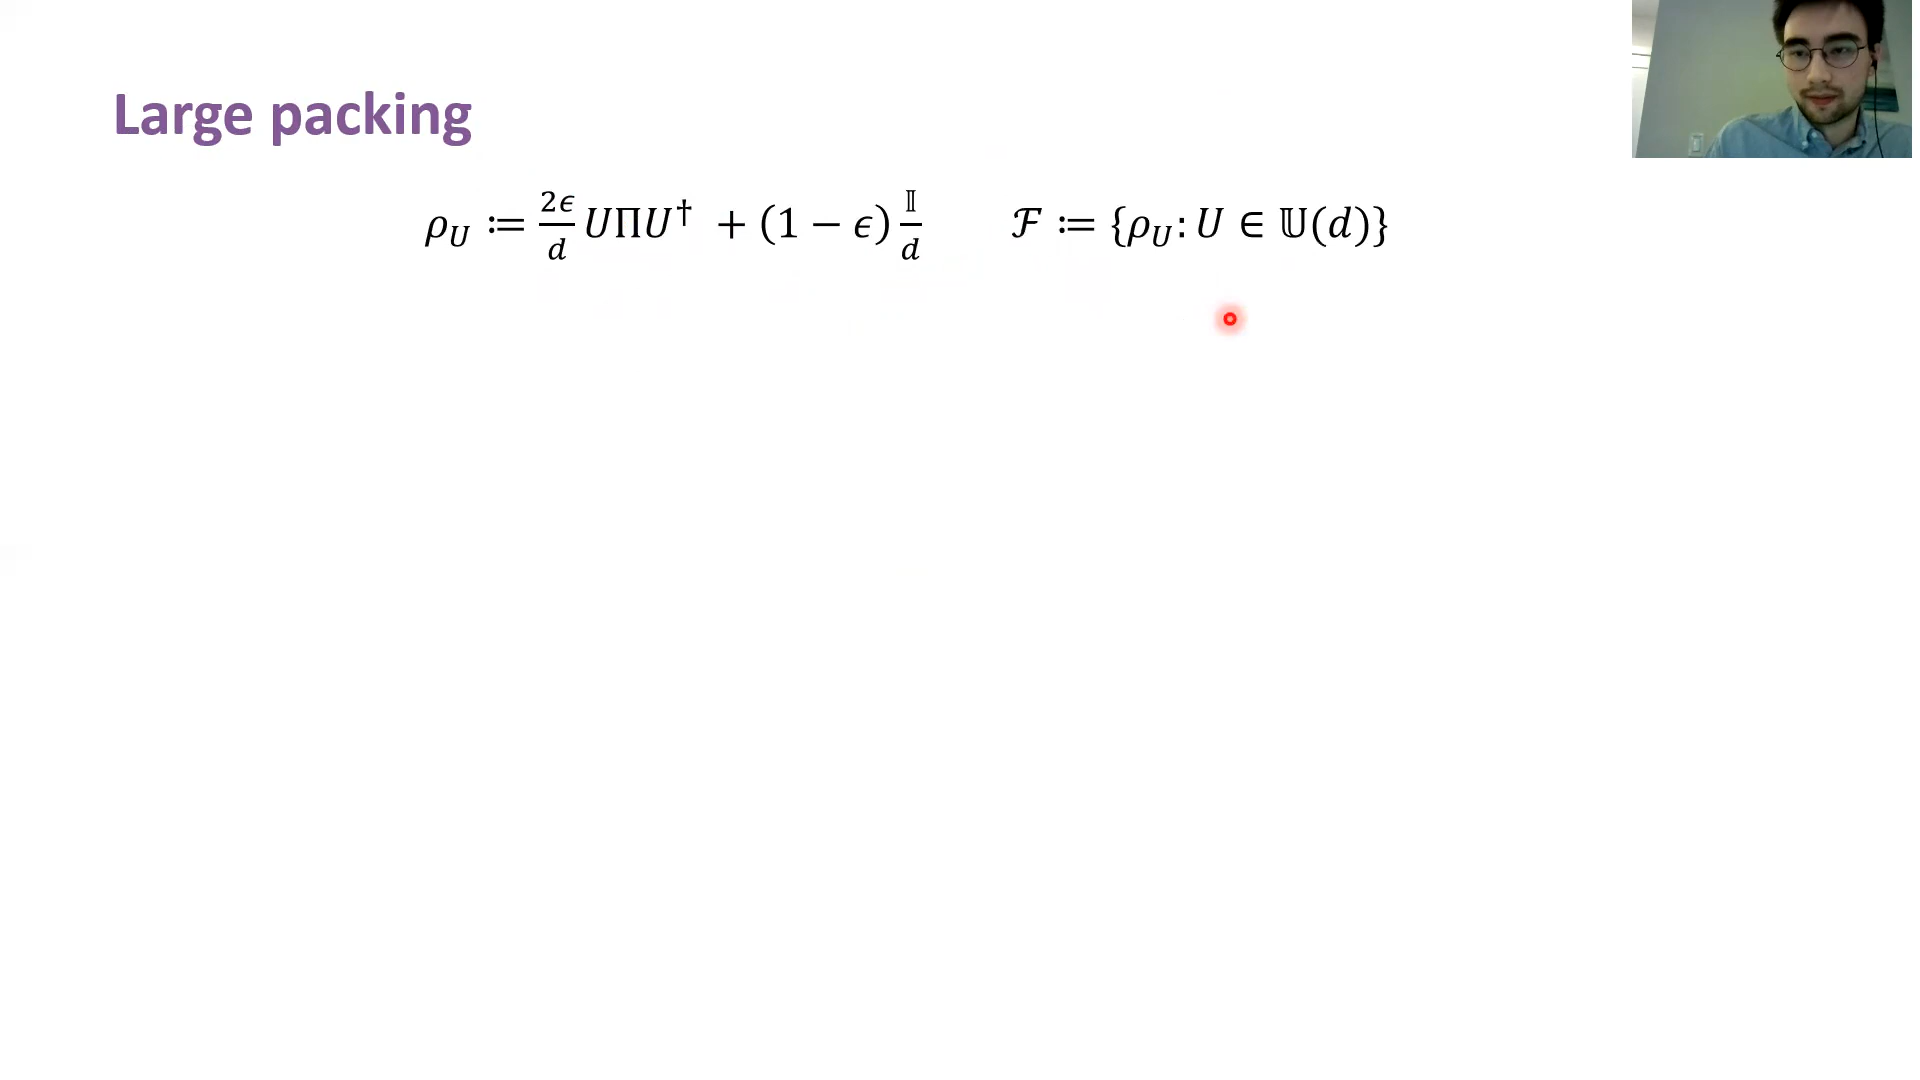 Large packing
ρ_U ≔ 2ϵ/d UΠU† + (1 − ϵ) 𝕀/d    ℱ ≔ {ρ_U: U ∈ 𝕌(d)}